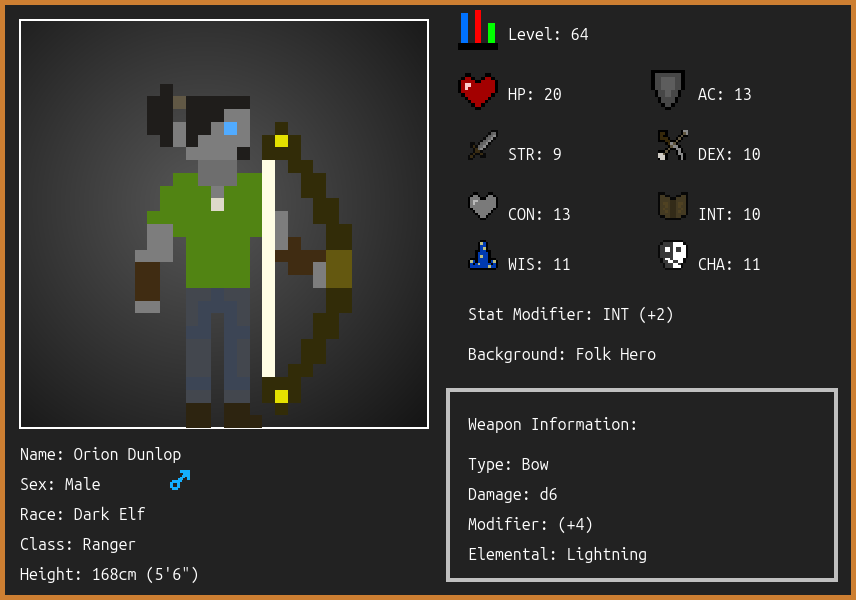 Level: 64
HP: 20
AC: 13
STR: 9
DEX: 10
CON: 13
INT: 10
WIS: 11
CHA: 11
Stat Modifier: INT (+2)
Background: Folk Hero
Weapon Information:
Type: Bow
Damage: d6
Modifier: (+4)
Elemental: Lightning
Name: Orion Dunlop
Sex: Male
Race: Dark Elf
Class: Ranger
Height: 168cm (5'6")